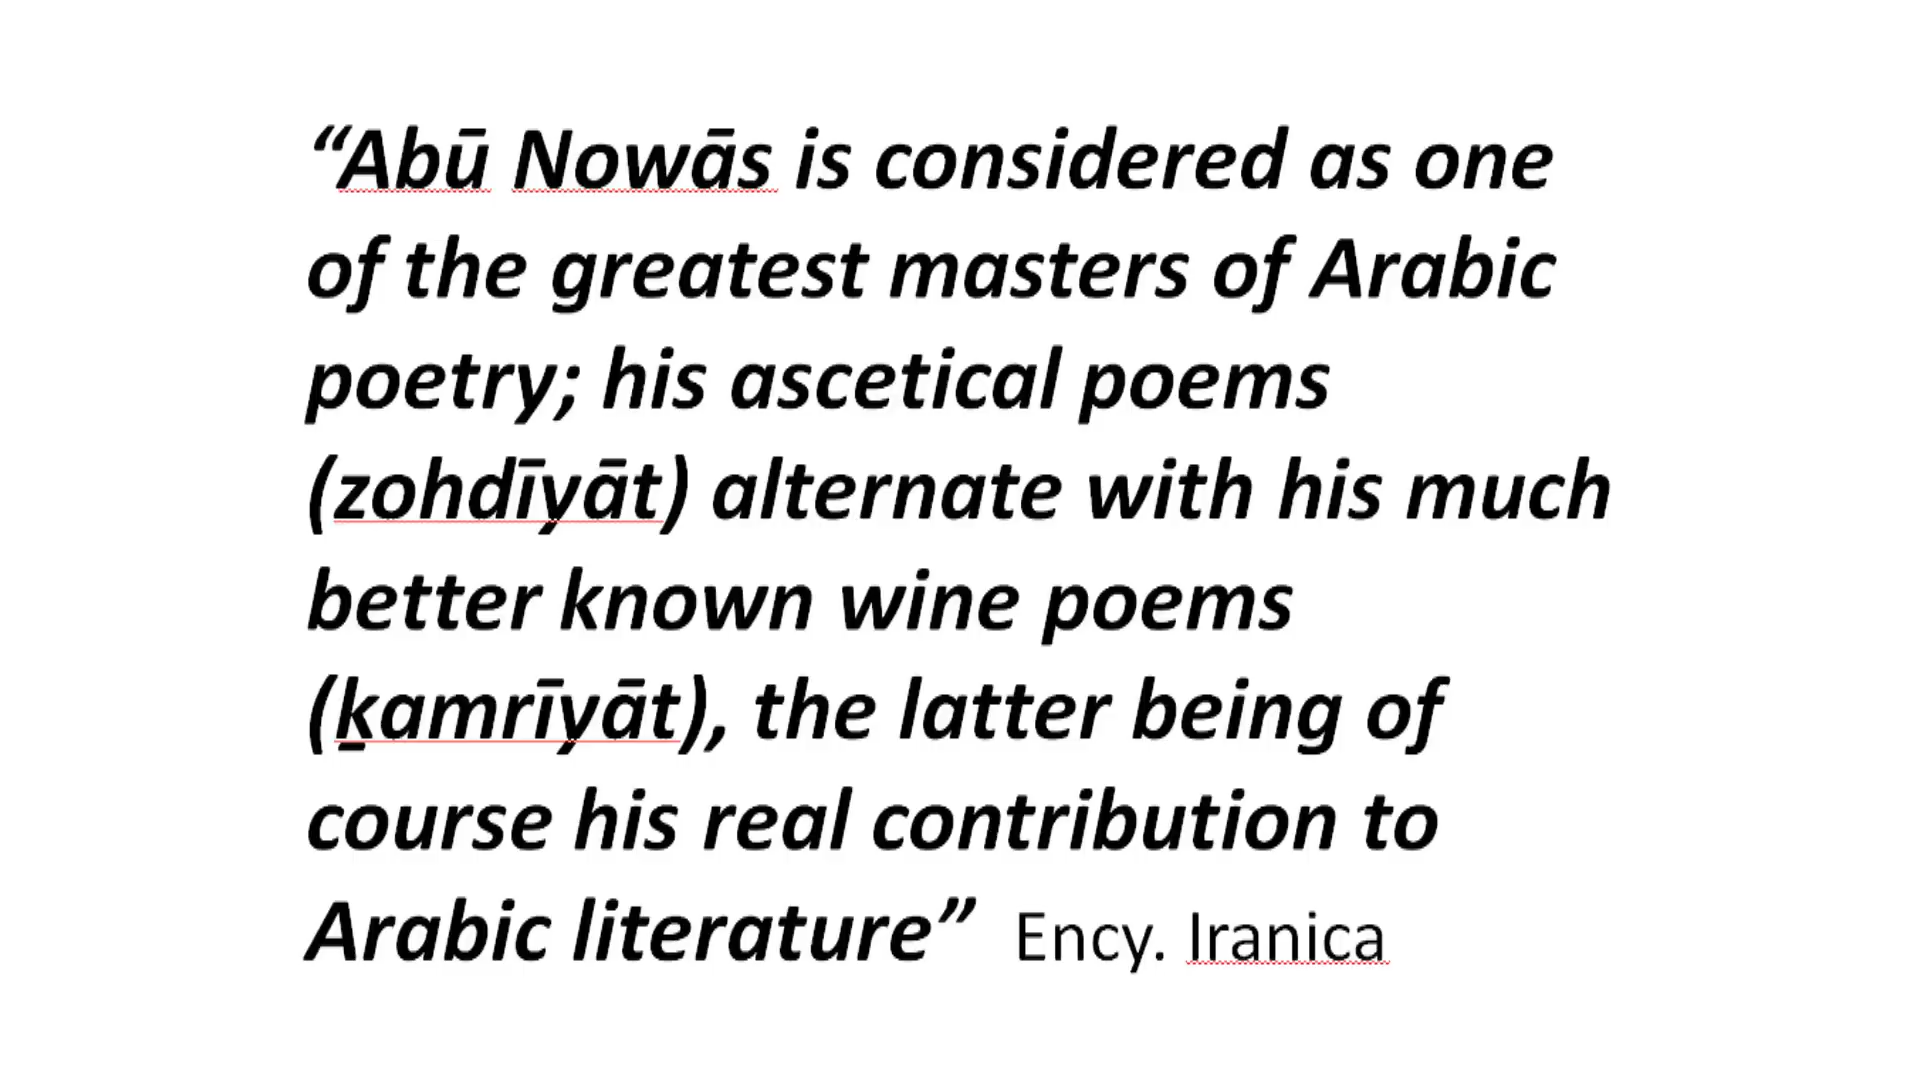 “Abū Nowās is considered as one
of the greatest masters of Arabic
poetry; his ascetical poems
(zohdīyāt) alternate with his much
better known wine poems
(ḵamrīyāt), the latter being of
course his real contribution to
Arabic literature” Ency. Iranica